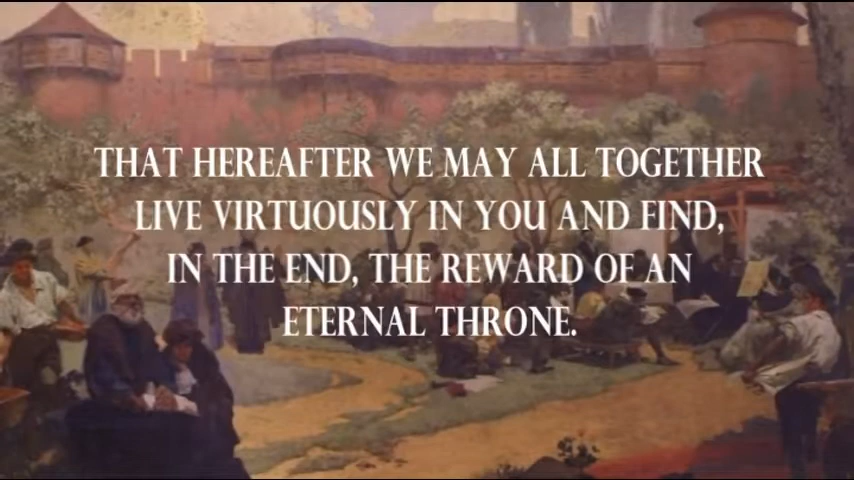 THAT HEREAFTER WE MAY ALL TOGETHER
LIVE VIRTUOUSLY IN YOU AND FIND,
IN THE END, THE REWARD OF AN
ETERNAL THRONE.